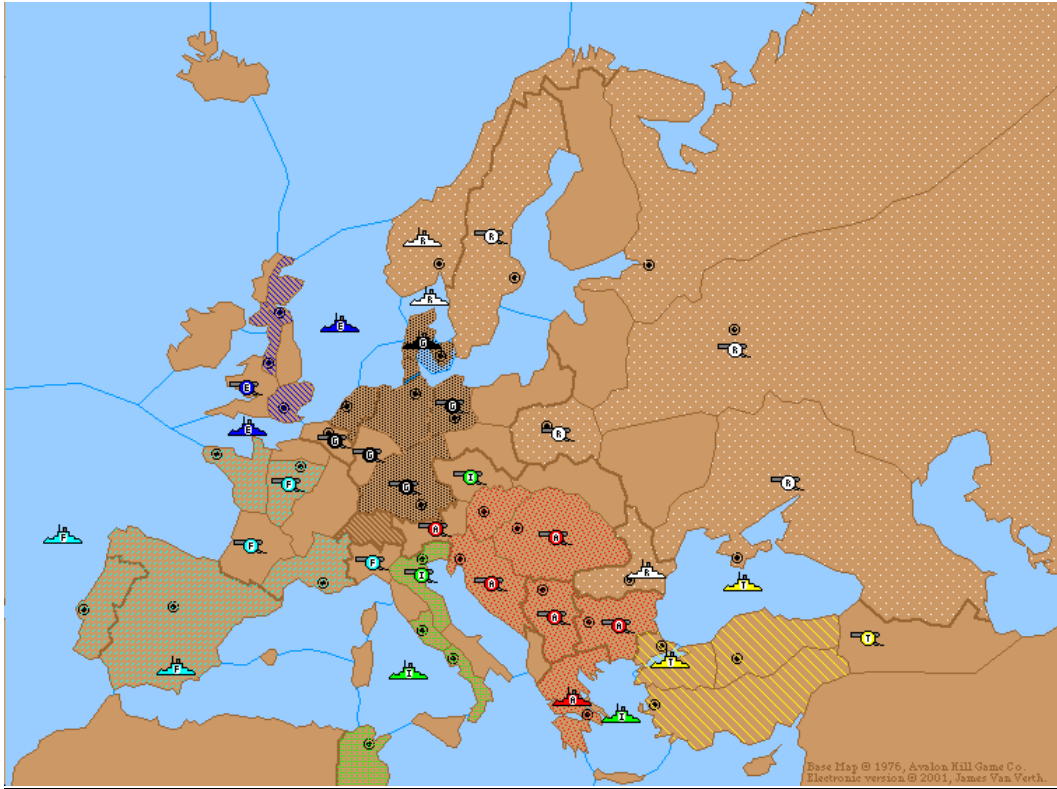 R
R
R
E
G
R
E
G
E
G
R
G
I
F
G
R
F
A
A
F
F
I
A
R
T
A
A
T
T
F
I
A
I
Base Map © 1976, Avalon Hill Game Co.
Electronic version © 2001, James Van Verth.